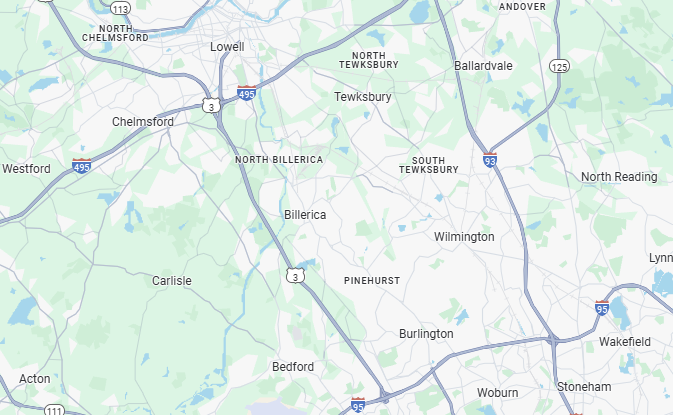 ANDOVER
113
NORTH
CHELMSFORD
Lowell
NORTH
TEWKSBURY
Ballardvale
125
495
Tewksbury
3
Chelmsford
Westford
495
NORTH BILLERICA
SOUTH
TEWKSBURY
93
North Reading
Billerica
Wilmington
Lynn
3
Carlisle
PINEHURST
95
Burlington
Wakefield
Bedford
Acton
Woburn
Stoneham
95
111